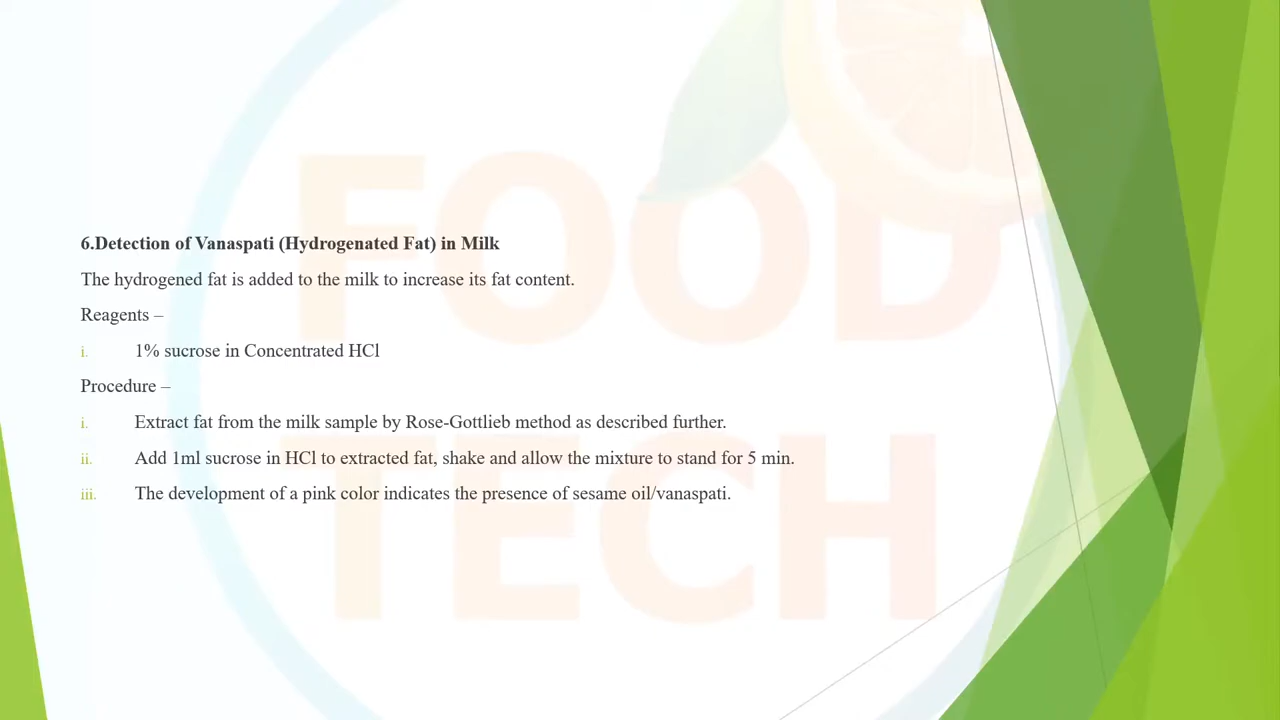 FOOD
TECH
6.Detection of Vanaspati (Hydrogenated Fat) in Milk
The hydrogened fat is added to the milk to increase its fat content.
Reagents –
i. 1% sucrose in Concentrated HCl
Procedure –
i. Extract fat from the milk sample by Rose-Gottlieb method as described further.
ii. Add 1ml sucrose in HCl to extracted fat, shake and allow the mixture to stand for 5 min.
iii. The development of a pink color indicates the presence of sesame oil/vanaspati.